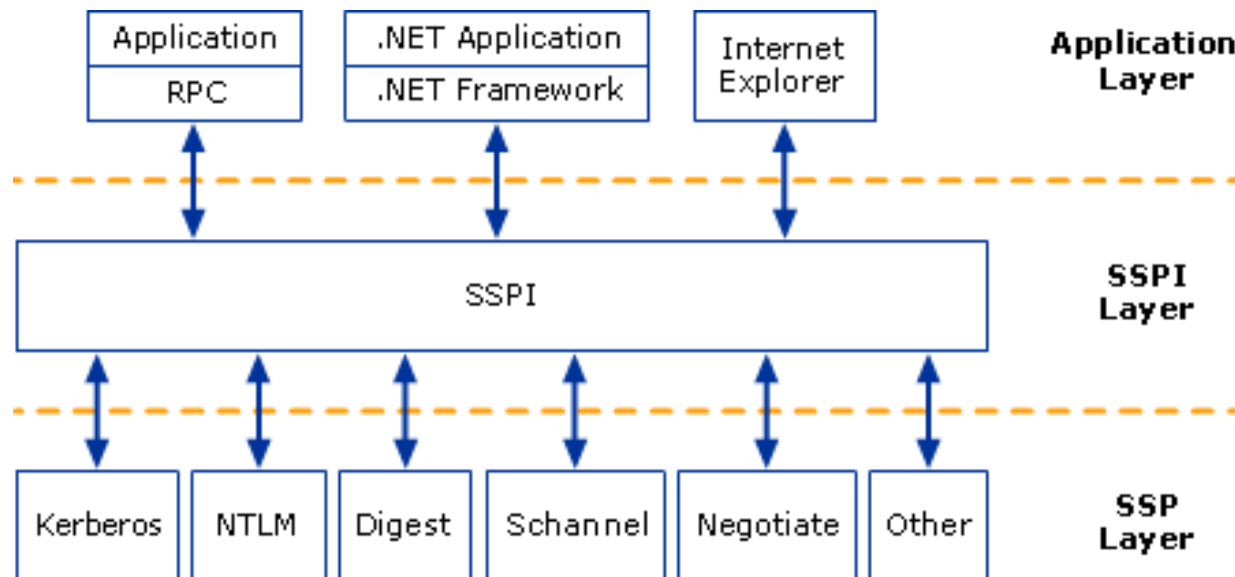 Application
RPC
.NET Application
.NET Framework
Internet
Explorer
Application
Layer
SSPI
SSPI
Layer
Kerberos
NTLM
Digest
Schannel
Negotiate
Other
SSP
Layer